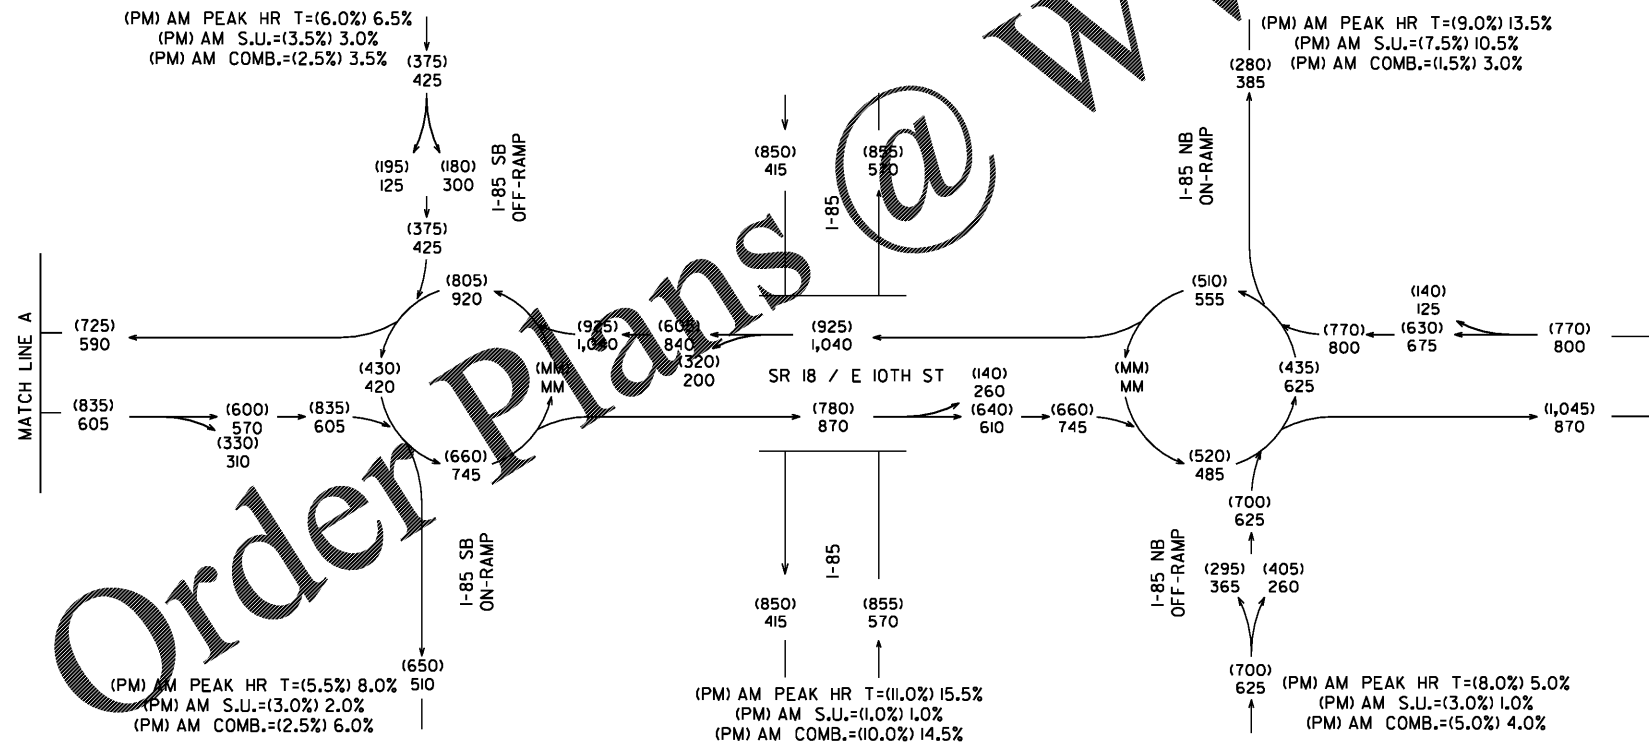 (PM) AM PEAK HR T=(6.0%) 6.5%
(PM) AM S.U.=(3.5%) 3.0%
(PM) AM COMB.=(2.5%) 3.5%
(375)
425
(195)
125
(180)
300
I-85 SB
OFF-RAMP
(375)
425
(850)
415
(855)
570
I-85
I-85 NB
ON-RAMP
(280)
385
(PM) AM PEAK HR T=(9.0%) 13.5%
(PM) AM S.U.=(7.5%) 10.5%
(PM) AM COMB.=(1.5%) 3.0%
MATCH LINE A
(725)
590
(805)
920
(925)
1,040
(605)
840
(320)
200
(925)
1,040
(510)
555
(140)
125
(770)
800
(630)
675
(770)
800
(430)
420
(MM)
MM
SR 18 / E 10TH ST
(MM)
MM
(435)
625
(835)
605
(600)
570
(330)
310
(835)
605
(660)
745
(780)
870
(140)
260
(640)
610
(660)
745
(520)
485
(1,045)
870
I-85 SB
ON-RAMP
(650)
510
(PM) AM PEAK HR T=(5.5%) 8.0%
(PM) AM S.U.=(3.0%) 2.0%
(PM) AM COMB.=(2.5%) 6.0%
I-85
(850)
415
(855)
570
(PM) AM PEAK HR T=(11.0%) 15.5%
(PM) AM S.U.=(1.0%) 1.0%
(PM) AM COMB.=(10.0%) 14.5%
(700)
625
I-85 NB
OFF-RAMP
(295)
365
(405)
260
(700)
625
(PM) AM PEAK HR T=(8.0%) 5.0%
(PM) AM S.U.=(3.0%) 1.0%
(PM) AM COMB.=(5.0%) 4.0%
Order Plans @